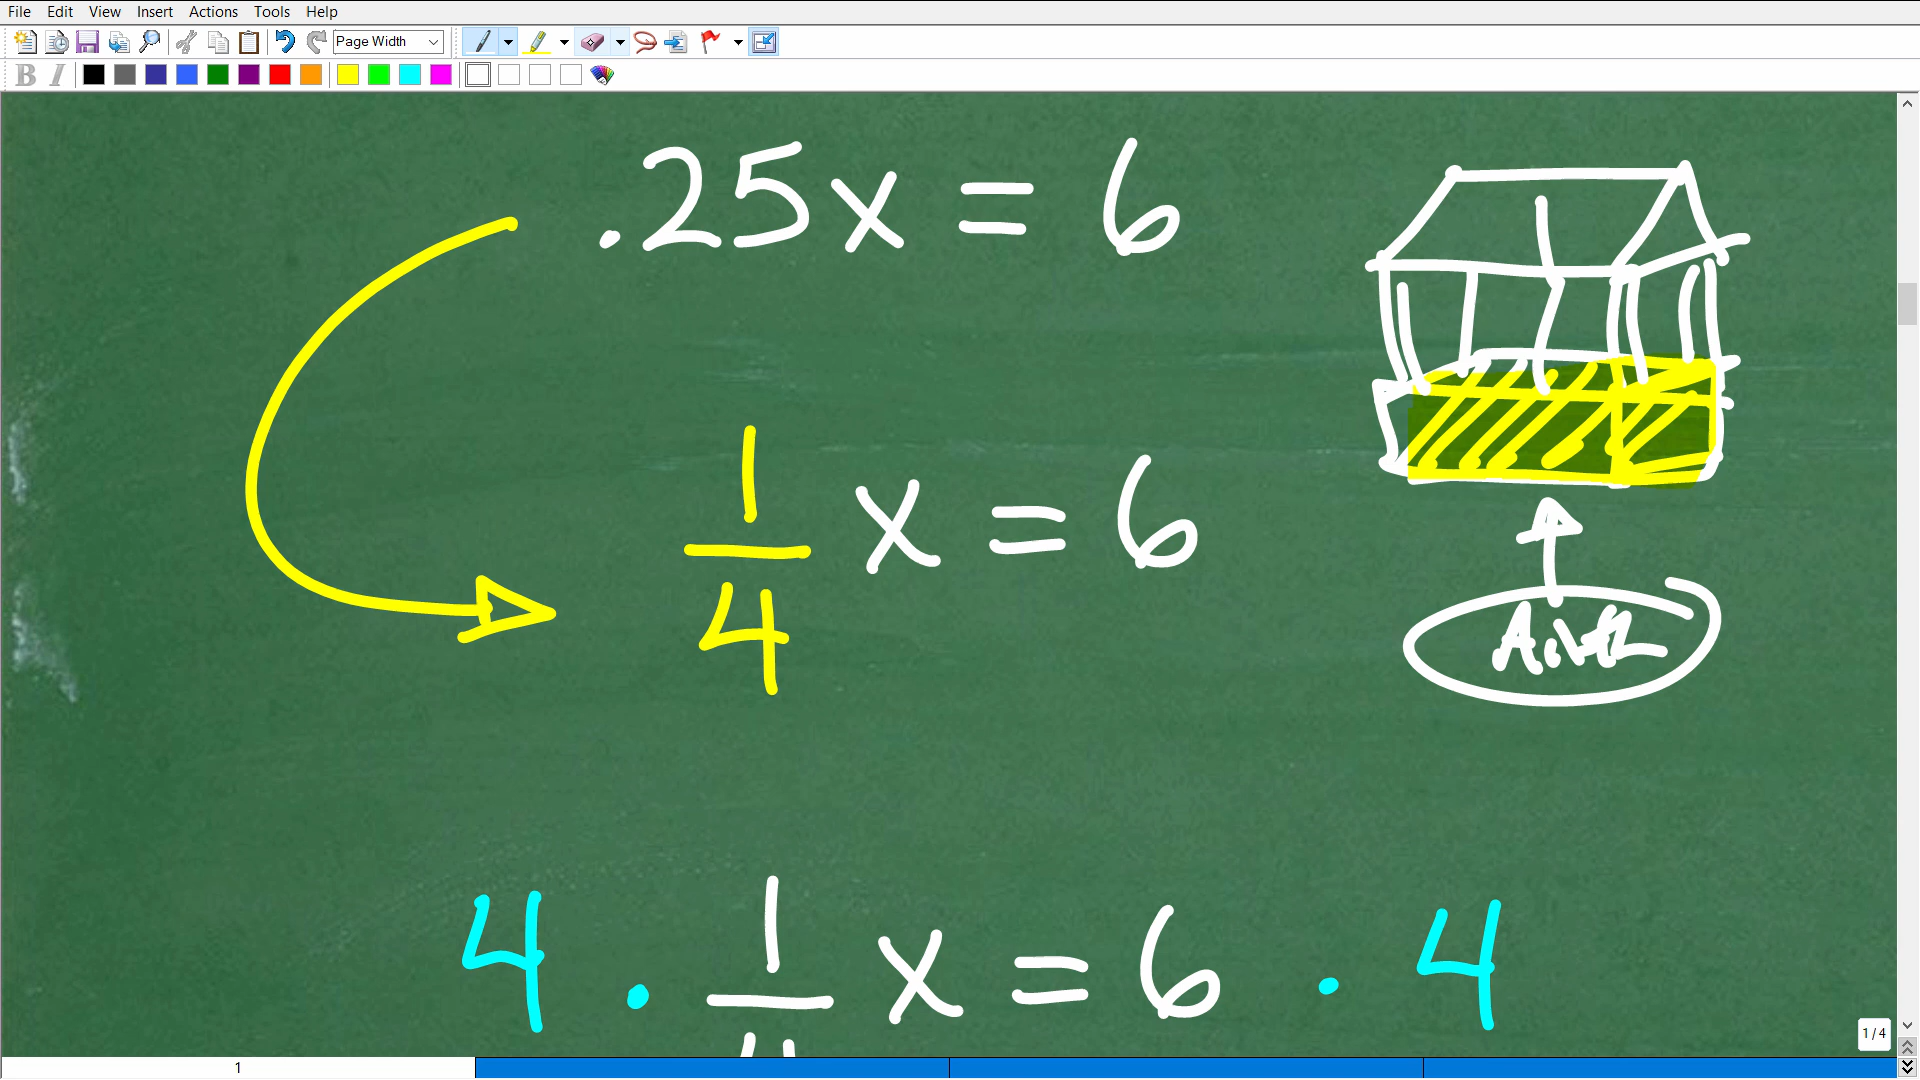 File Edit View Insert Actions Tools Help
Page Width
B I
.25x = 6
1/4 x = 6
4 · 1/4 x = 6 · 4
1/4
1